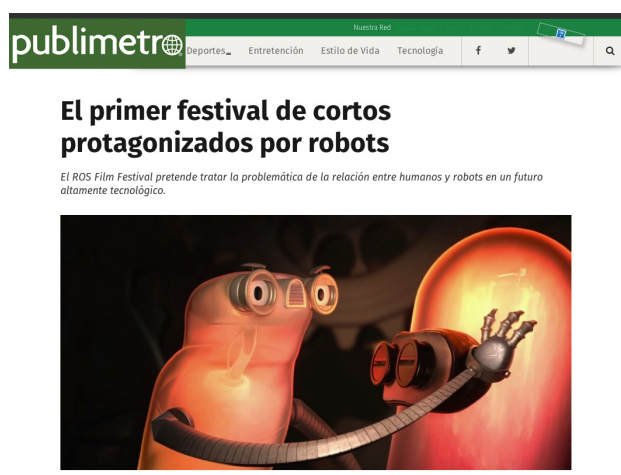 Nuestra Red
publimetro
Deportes Entretención Estilo de Vida Tecnología
El primer festival de cortos
protagonizados por robots
El ROS Film Festival pretende tratar la problemática de la relación entre humanos y robots en un futuro
altamente tecnológico.